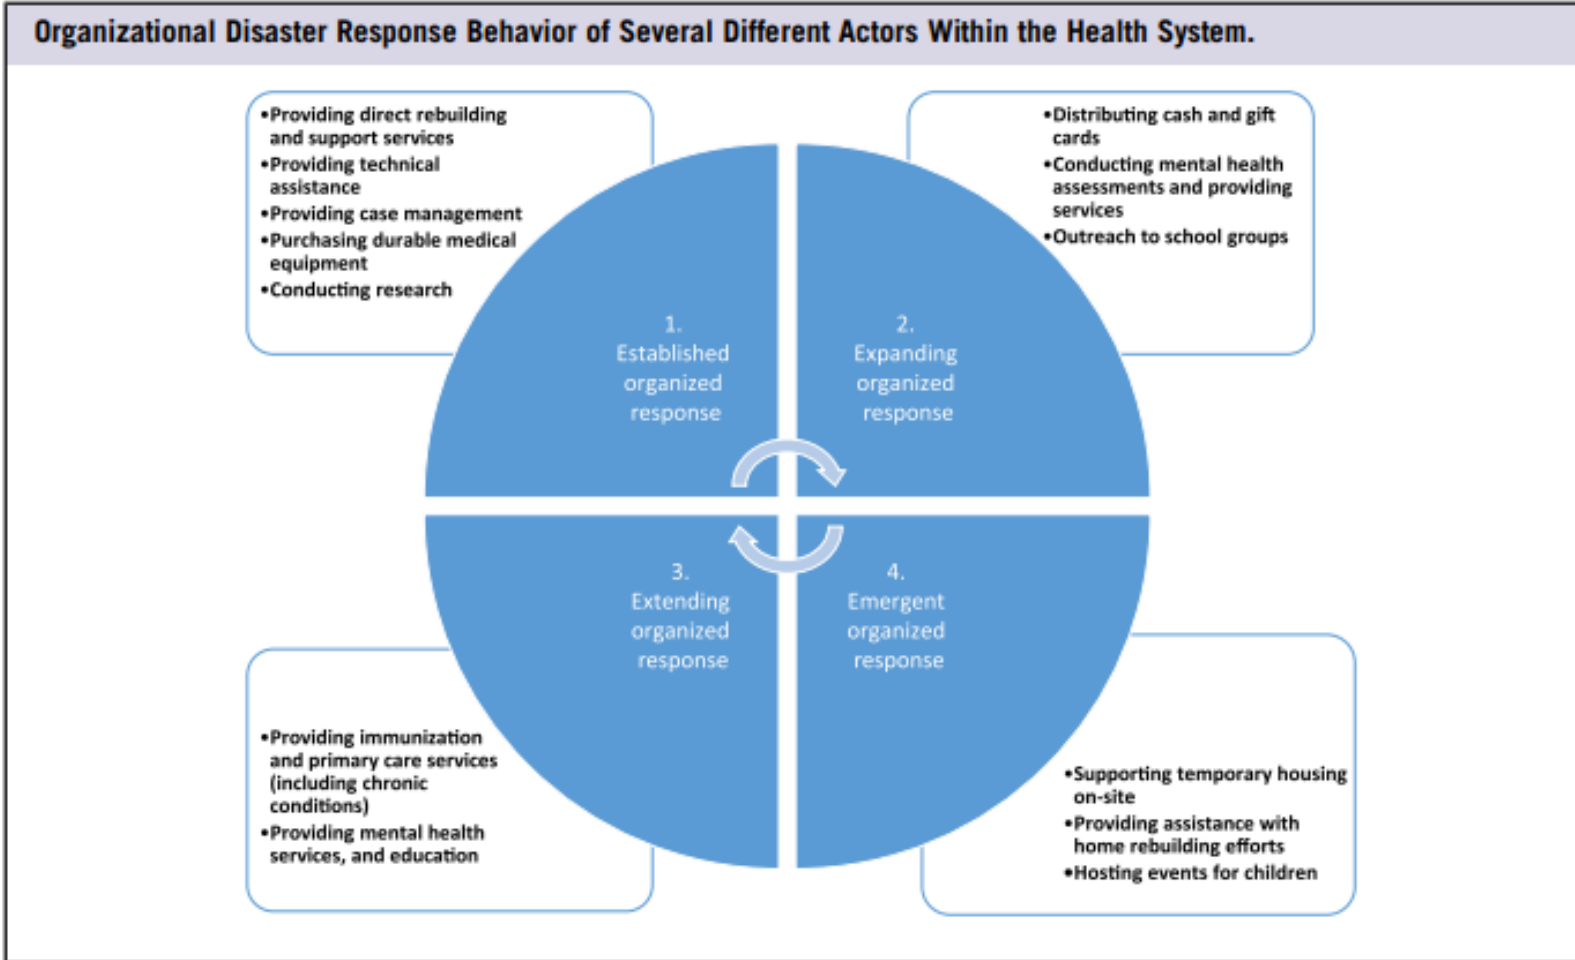 Organizational Disaster Response Behavior of Several Different Actors Within the Health System.
•Providing direct rebuilding
and support services
•Providing technical
assistance
•Providing case management
•Purchasing durable medical
equipment
•Conducting research
•Distributing cash and gift
cards
•Conducting mental health
assessments and providing
services
•Outreach to school groups
1.
Established
organized
response
2.
Expanding
organized
response
3.
Extending
organized
response
4.
Emergent
organized
response
•Providing immunization
and primary care services
(including chronic
conditions)
•Providing mental health
services, and education
•Supporting temporary housing
on-site
•Providing assistance with
home rebuilding efforts
•Hosting events for children